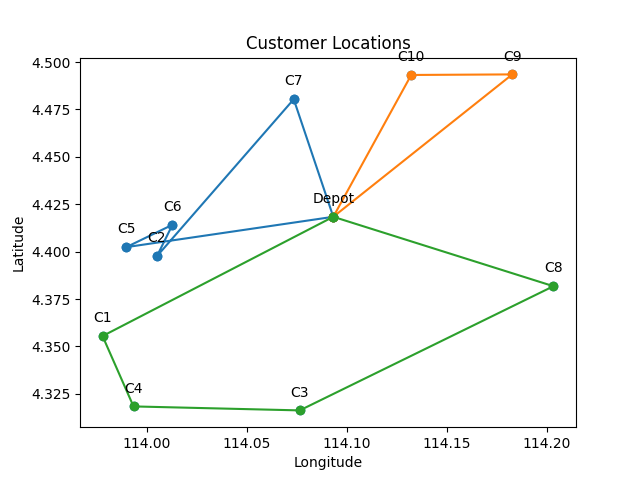 Customer Locations
4.500
4.475
4.450
4.425
4.400
4.375
4.350
4.325
C10
C9
C7
Depot
C6
C5
C2
C8
C1
C4
C3
114.00
114.05
114.10
114.15
114.20
Longitude
Latitude